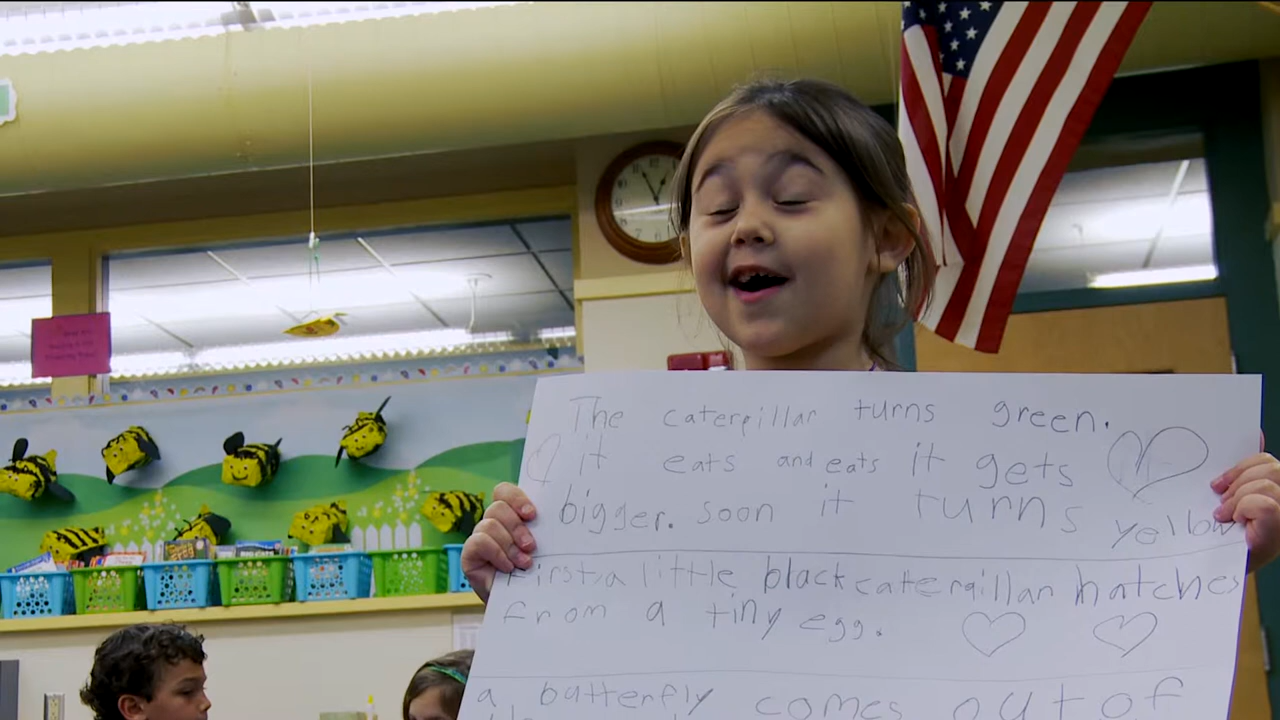 The caterpillar turns green.
it eats and eats it gets
bigger. soon it turns yellow
First, a little black caterpillar hatches
from a tiny egg.
a butterfly comes out of